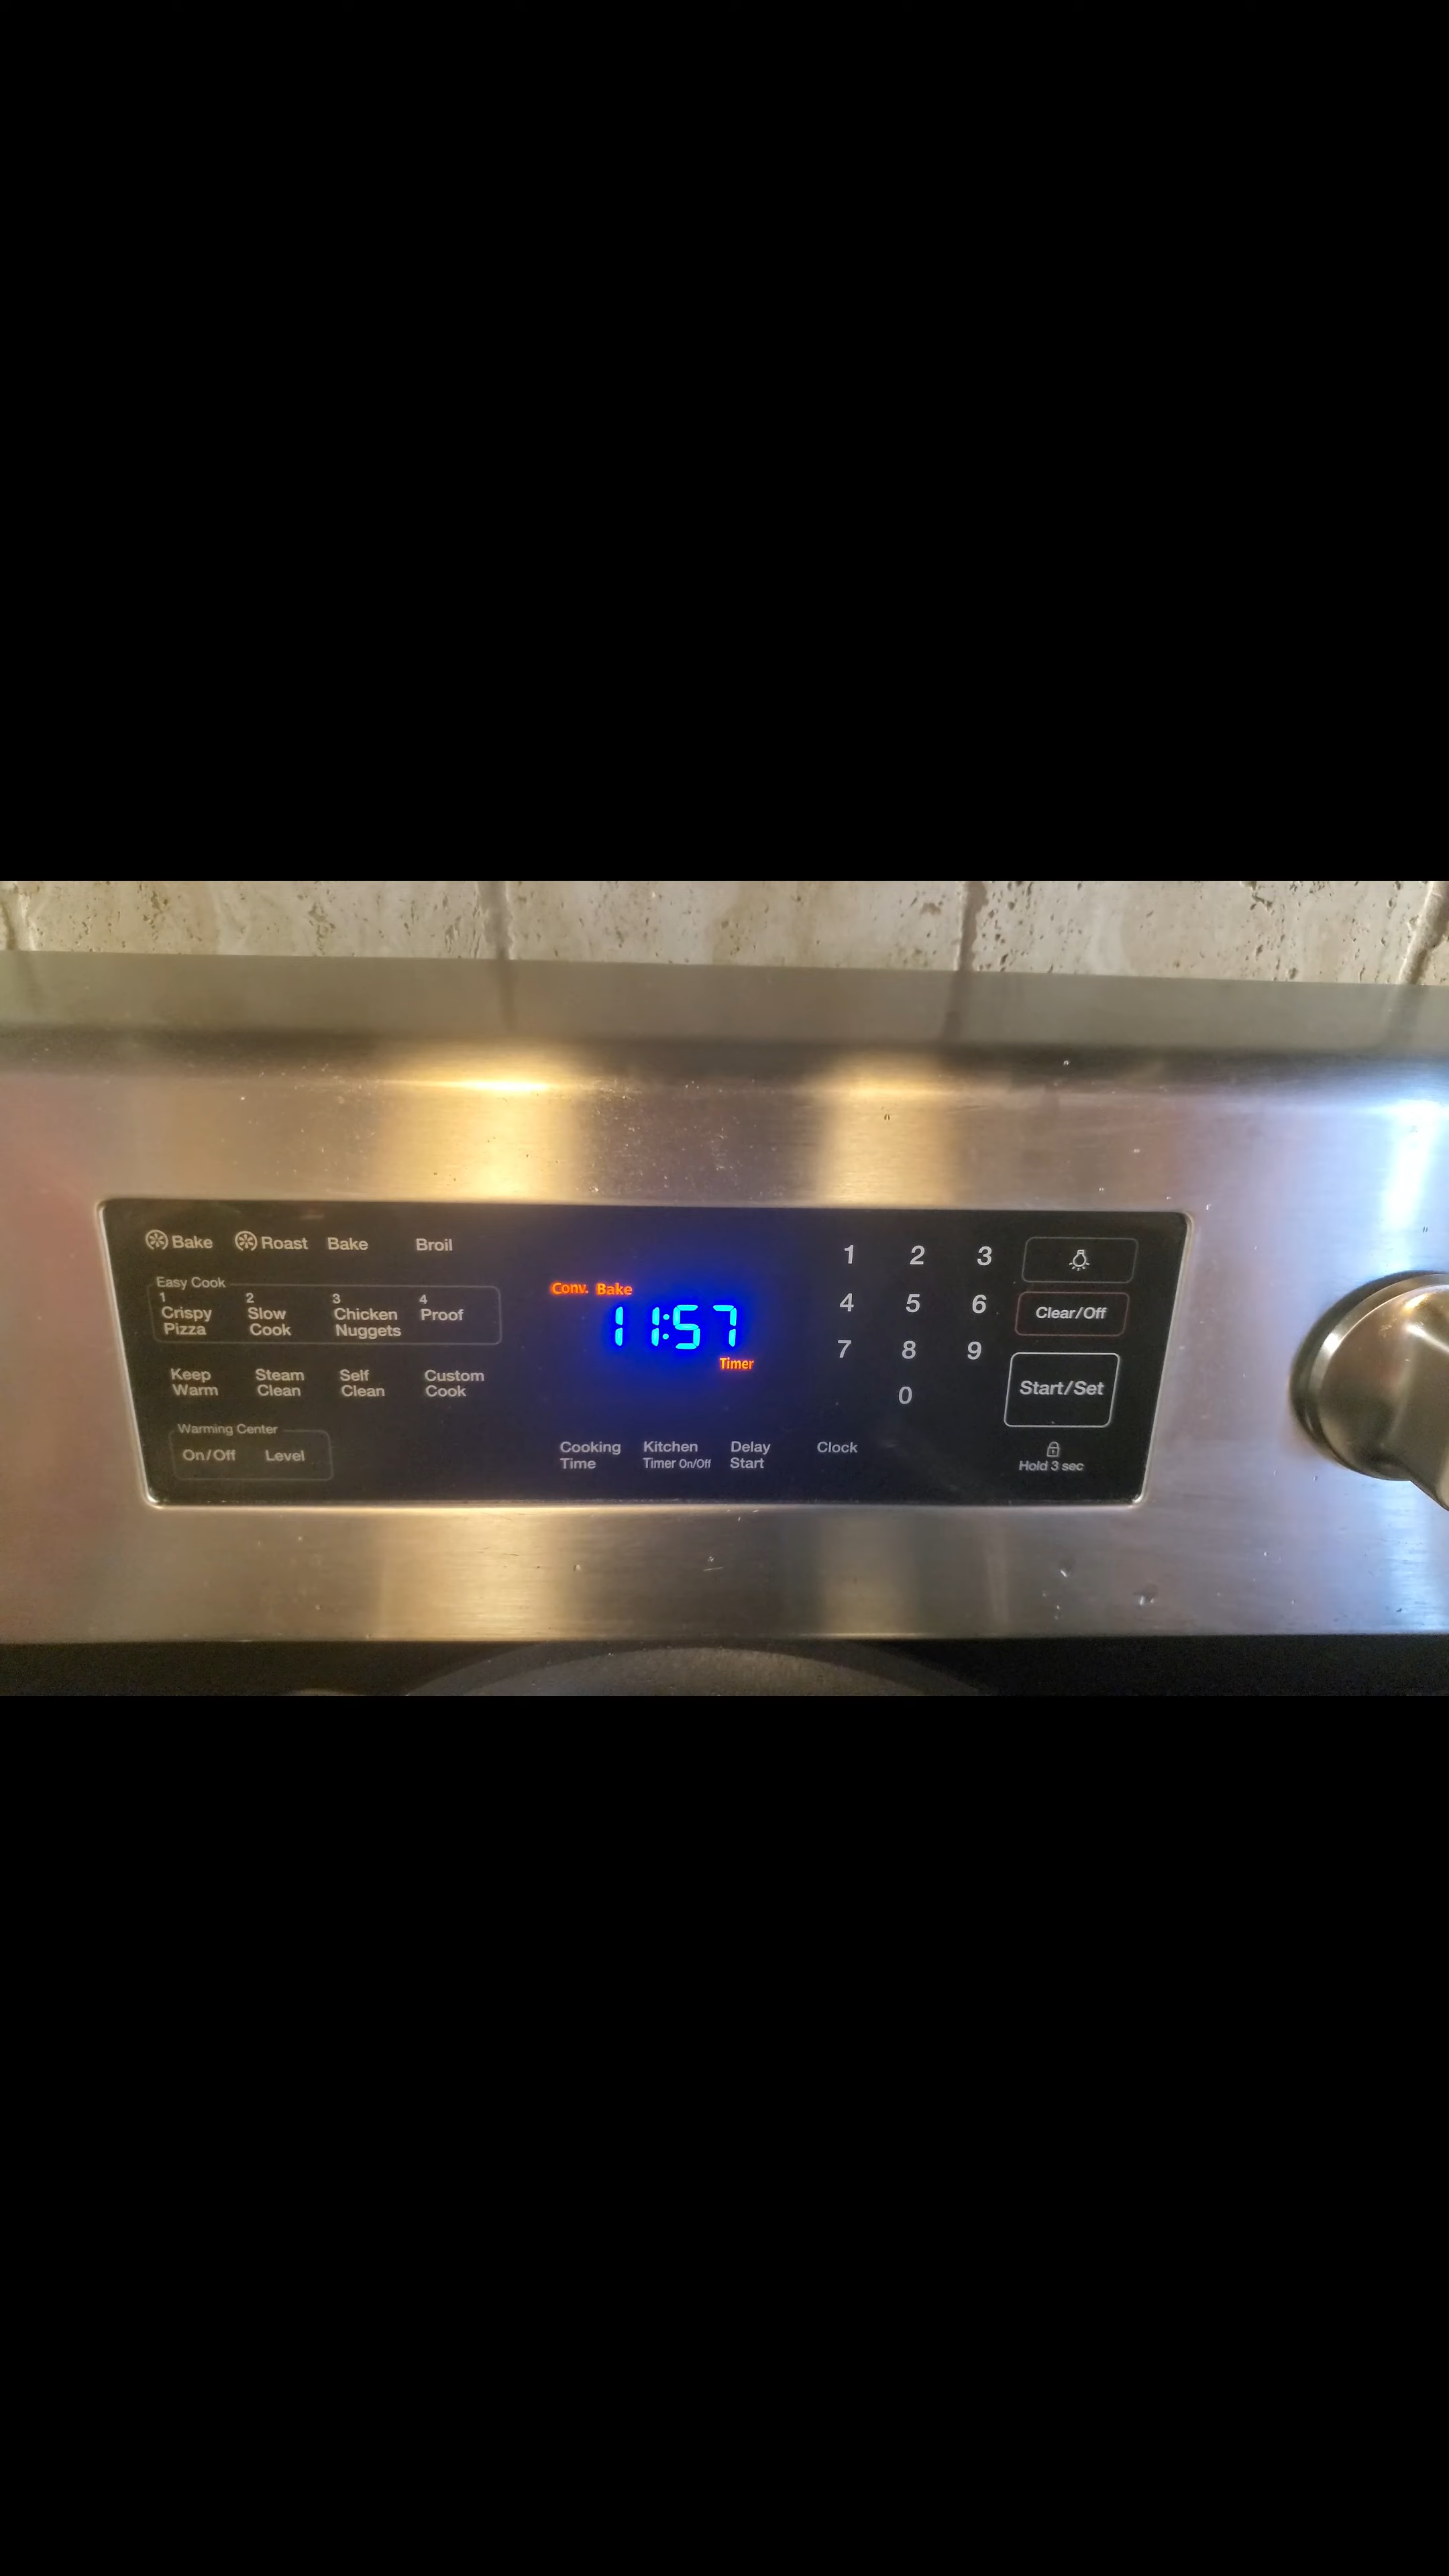 Bake Roast Bake Broil
Easy Cook
1 2 3 4
Crispy Slow Chicken Proof
Pizza Cook Nuggets
Keep Steam Self Custom
Warm Clean Clean Cook
Warming Center
On/Off Level
Conv. Bake
11:57
Timer
Cooking Kitchen Delay Clock
Time Timer On/Off Start
1 2 3
4 5 6
7 8 9
0
Clear/Off
Start/Set
Hold 3 sec